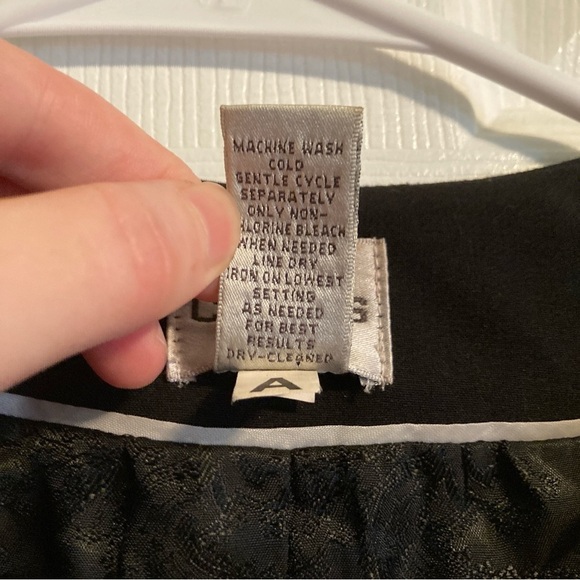 MACHINE WASH
COLD
GENTLE CYCLE
SEPARATELY
ONLY NON-
CHLORINE BLEACH
WHEN NEEDED
LINE DRY
IRON ON LOWEST
SETTING
AS NEEDED
FOR BEST
RESULTS
DRY-CLEANED
A